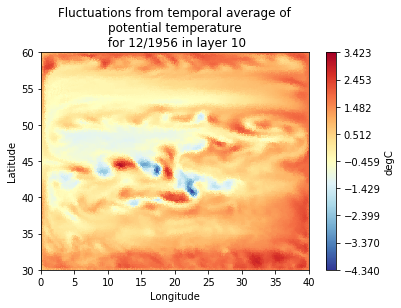 Fluctuations from temporal average of
potential temperature
for 12/1956 in layer 10
60
55
50
45
40
35
30
Latitude
0 5 10 15 20 25 30 35 40
Longitude
3.423
2.453
1.482
0.512
−0.459
−1.429
−2.399
−3.370
−4.340
degC